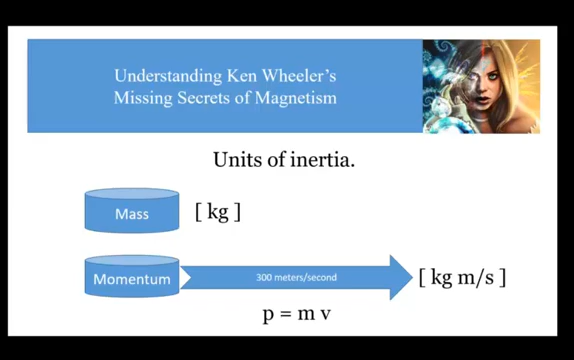 Understanding Ken Wheeler's
Missing Secrets of Magnetism
Units of inertia.
Mass [ kg ]
Momentum 300 meters/second [ kg m/s ]
p = m v